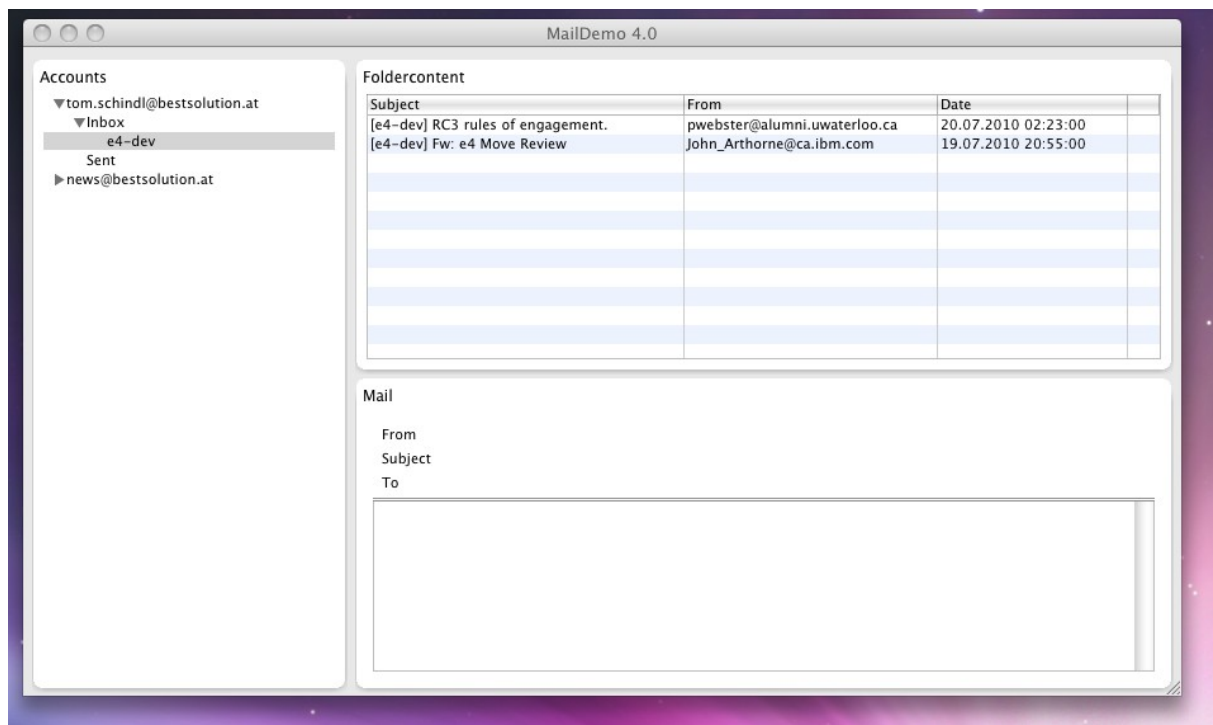 MailDemo 4.0
Accounts
tom.schindl@bestsolution.at
Inbox
e4-dev
Sent
news@bestsolution.at
Foldercontent
Subject From Date
[e4-dev] RC3 rules of engagement. pwebster@alumni.uwaterloo.ca 20.07.2010 02:23:00
[e4-dev] Fw: e4 Move Review John_Arthorne@ca.ibm.com 19.07.2010 20:55:00
Mail
From
Subject
To